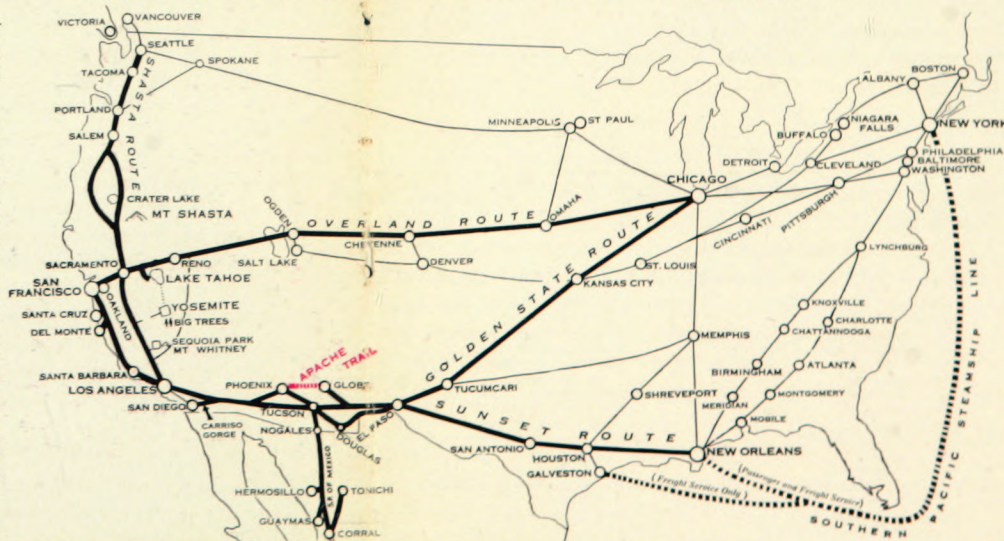 VICTORIA
VANCOUVER
SEATTLE
TACOMA
SPOKANE
PORTLAND
SALEM
SHASTA ROUTE
CRATER LAKE
MT SHASTA
MINNEAPOLIS
ST PAUL
ALBANY
BOSTON
BUFFALO
NIAGARA
FALLS
NEW YORK
DETROIT
CLEVELAND
PHILADELPHIA
BALTIMORE
WASHINGTON
CHICAGO
PITTSBURGH
CINCINNATI
OGDEN
OVERLAND ROUTE
OMAHA
CHEYENNE
SALT LAKE
DENVER
SACRAMENTO
RENO
LAKE TAHOE
SAN
FRANCISCO
OAKLAND
YOSEMITE
BIG TREES
SANTA CRUZ
DEL MONTE
SEQUOIA PARK
MT WHITNEY
ST. LOUIS
KANSAS CITY
LYNCHBURG
GOLDEN STATE ROUTE
KNOXVILLE
CHARLOTTE
CHATTANOOGA
MEMPHIS
SANTA BARBARA
LOS ANGELES
APACHE
TRAIL
PHOENIX
GLOBE
TUCUMCARI
BIRMINGHAM
ATLANTA
SAN DIEGO
TUCSON
EL PASO
SUNSET ROUTE
SHREVEPORT
MERIDIAN
MONTGOMERY
MOBILE
CARRISO
GORGE
NOGALES
DOUGLAS
SAN ANTONIO
HOUSTON
NEW ORLEANS
GALVESTON
(Freight Service Only)
(Passenger and Freight Service)
SOUTHERN PACIFIC STEAMSHIP LINE
S.P. OF MEXICO
HERMOSILLO
TONICHI
GUAYMAS
CORRAL